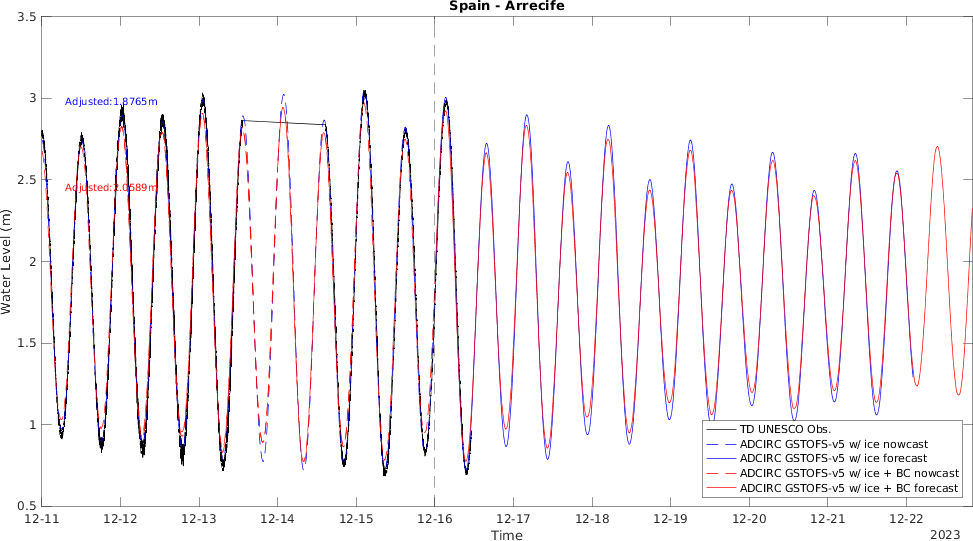 Spain - Arrecife
3.5
3
2.5
2
1.5
1
0.5
Water Level (m)
Adjusted:1.8765m
Adjusted:2.0589m
TD UNESCO Obs.
ADCIRC GSTOFS-v5 w/ ice nowcast
ADCIRC GSTOFS-v5 w/ ice forecast
ADCIRC GSTOFS-v5 w/ ice + BC nowcast
ADCIRC GSTOFS-v5 w/ ice + BC forecast
12-11 12-12 12-13 12-14 12-15 12-16 12-17 12-18 12-19 12-20 12-21 12-22
Time
2023